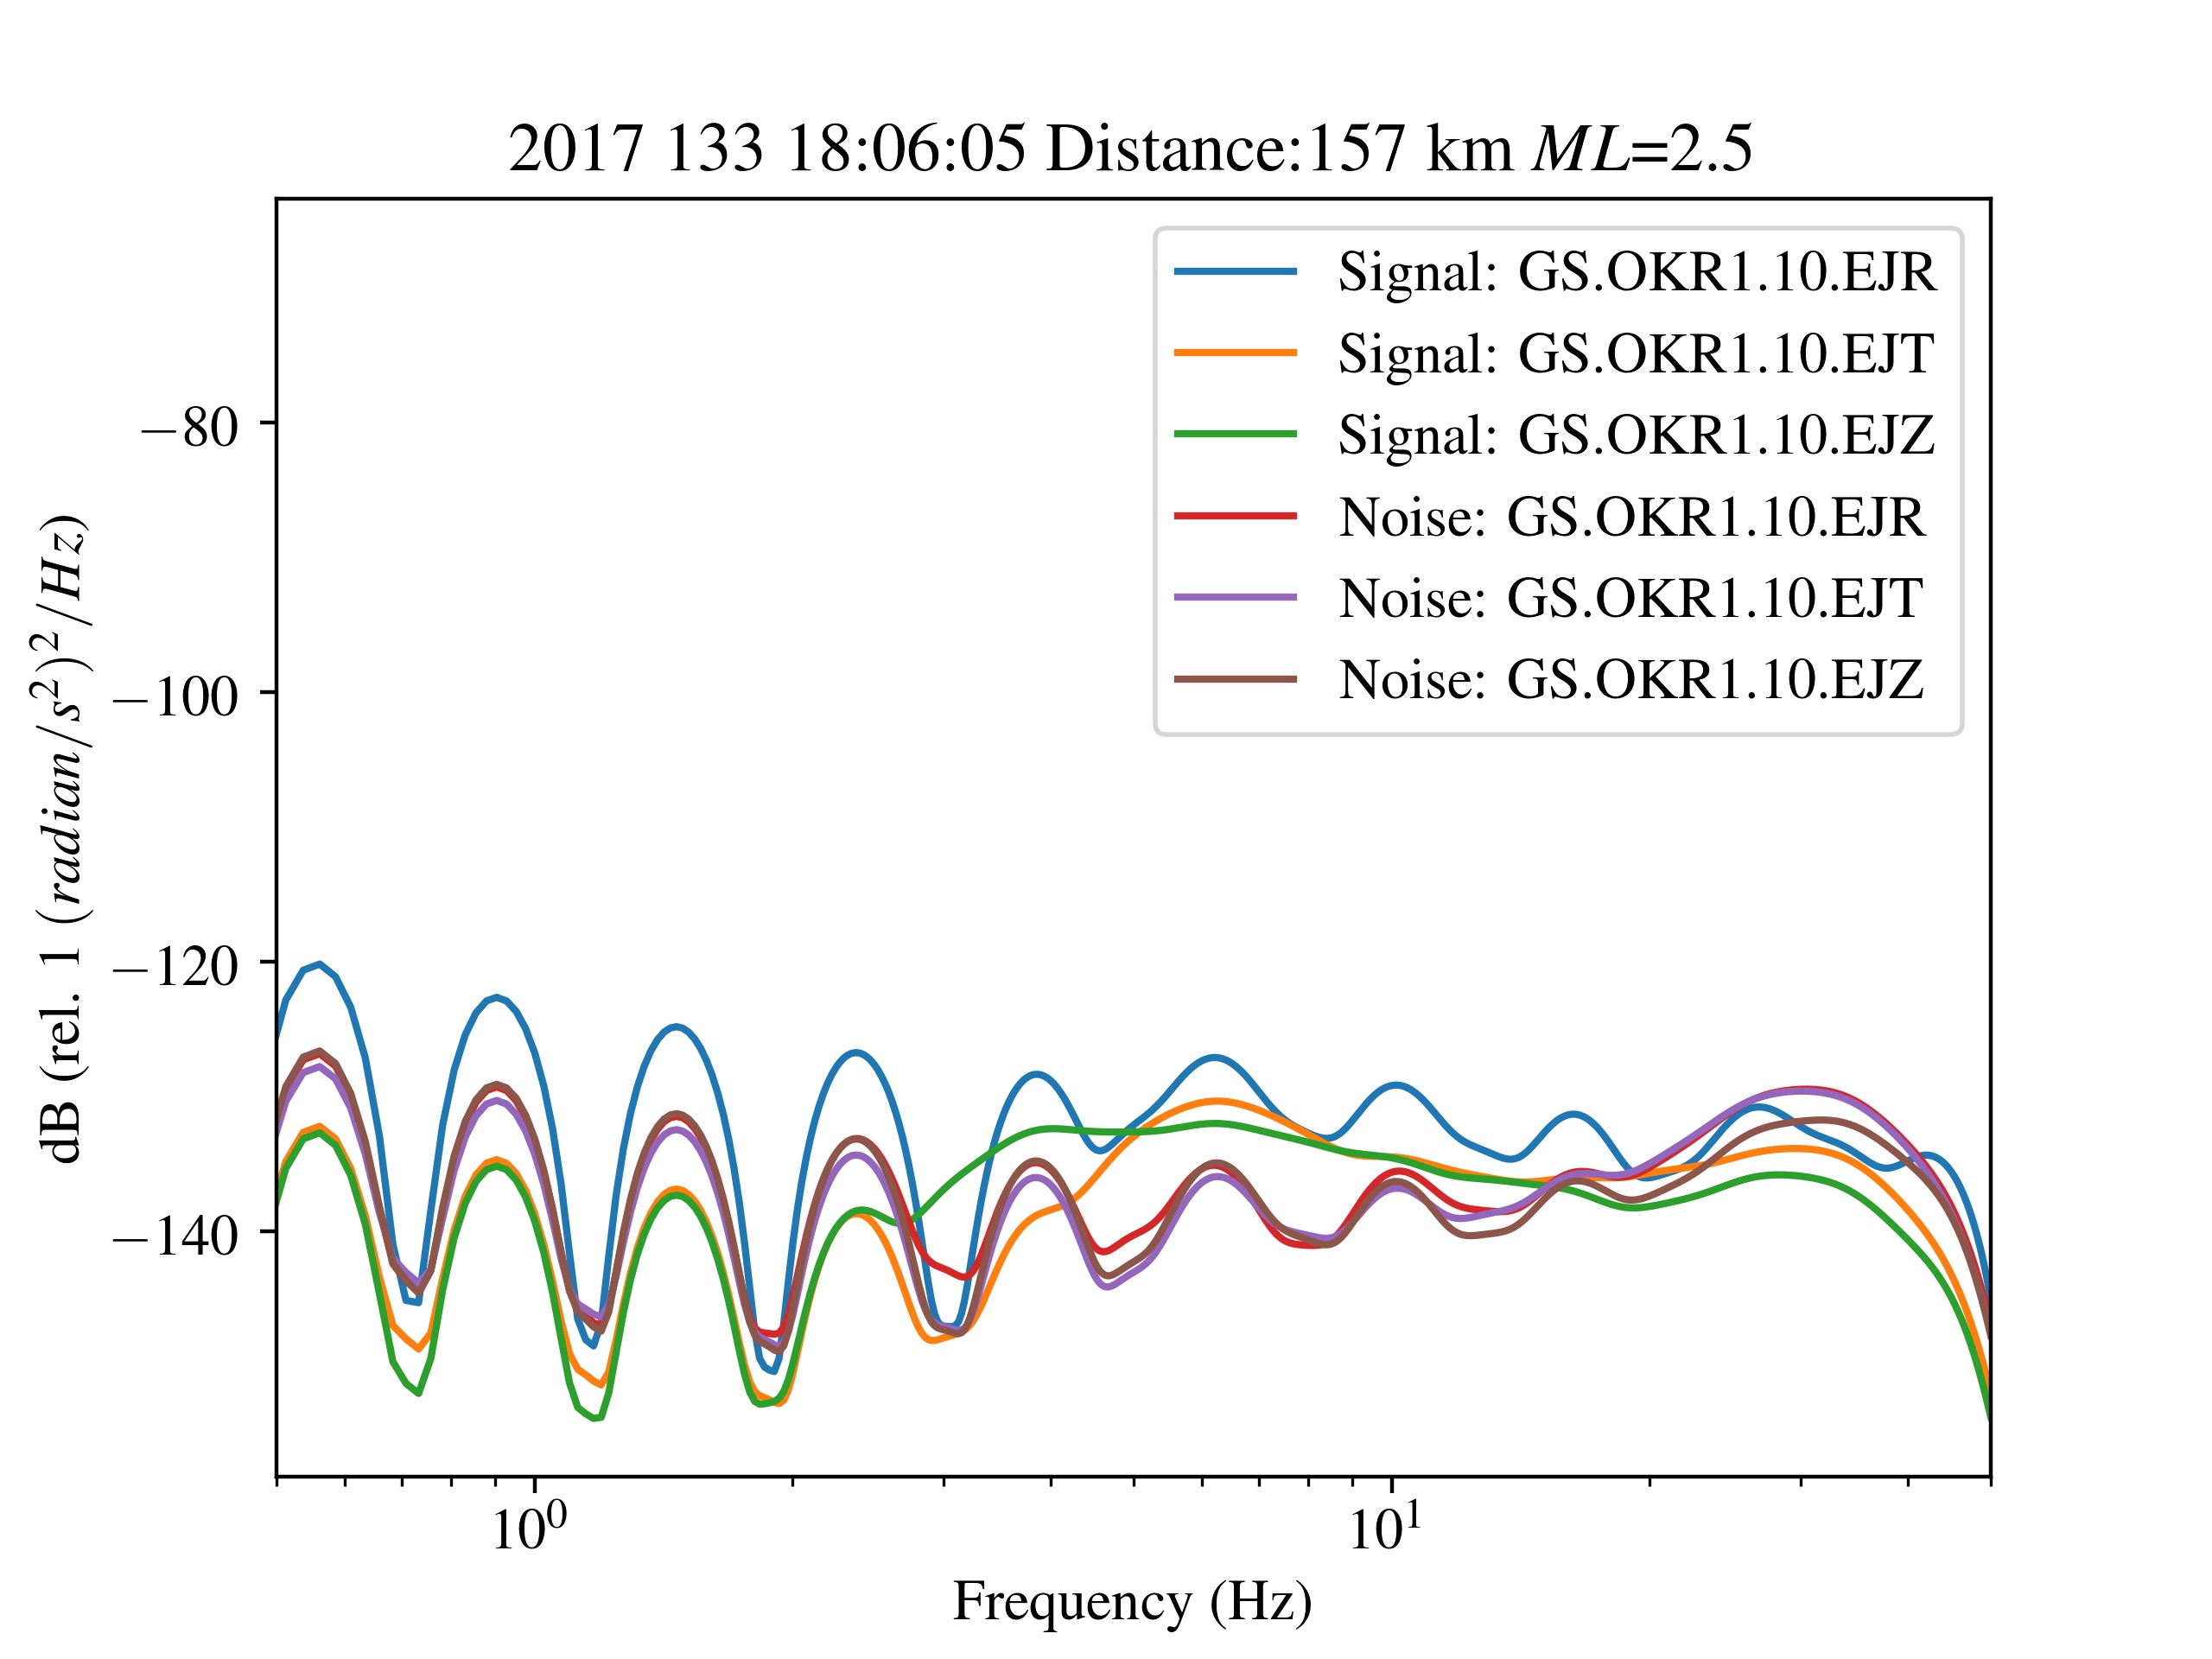 2017 133 18:06:05 Distance:157 km ML=2.5
Signal: GS.OKR1.10.EJR
Signal: GS.OKR1.10.EJT
Signal: GS.OKR1.10.EJZ
Noise: GS.OKR1.10.EJR
Noise: GS.OKR1.10.EJT
Noise: GS.OKR1.10.EJZ
dB (rel. 1 (radian/s²)²/Hz)
−80
−100
−120
−140
10⁰ 10¹
Frequency (Hz)